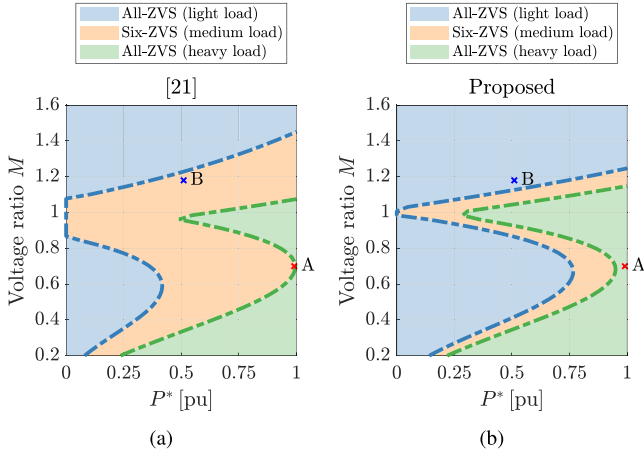 All-ZVS (light load)
Six-ZVS (medium load)
All-ZVS (heavy load)
[21]
1.6
1.4
1.2
1
0.8
0.6
0.4
0.2
Voltage ratio M
B
A
0 0.25 0.5 0.75 1
P* [pu]
(a)
All-ZVS (light load)
Six-ZVS (medium load)
All-ZVS (heavy load)
Proposed
1.6
1.4
1.2
1
0.8
0.6
0.4
0.2
Voltage ratio M
B
A
0 0.25 0.5 0.75 1
P* [pu]
(b)